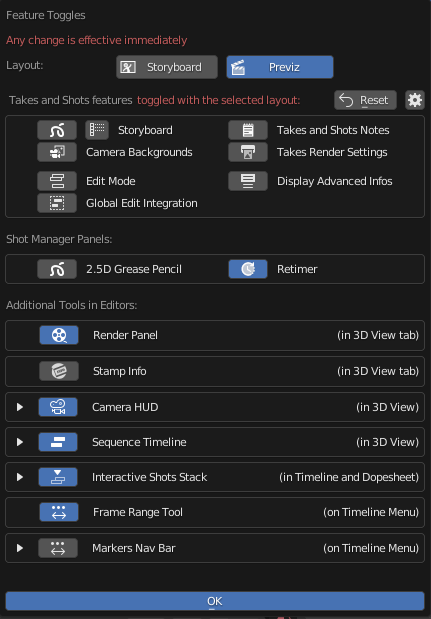 Feature Toggles
Any change is effective immediately
Layout: Storyboard Previz
Takes and Shots features toggled with the selected layout: Reset
Storyboard Takes and Shots Notes
Camera Backgrounds Takes Render Settings
Edit Mode Display Advanced Infos
Global Edit Integration
Shot Manager Panels:
2.5D Grease Pencil Retimer
Additional Tools in Editors:
Render Panel (in 3D View tab)
Stamp Info (in 3D View tab)
Camera HUD (in 3D View)
Sequence Timeline (in 3D View)
Interactive Shots Stack (in Timeline and Dopesheet)
Frame Range Tool (on Timeline Menu)
Markers Nav Bar (on Timeline Menu)
OK